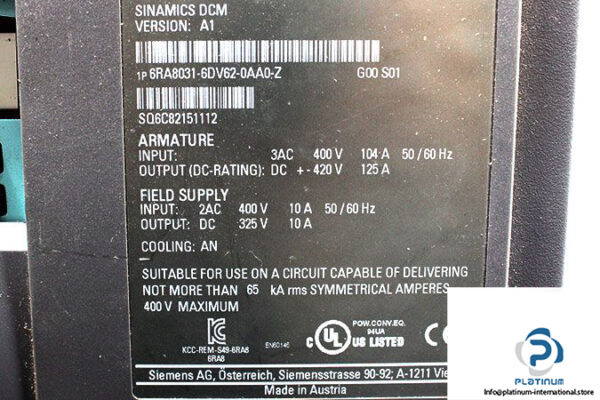 SINAMICS DCM
VERSION: A1
1P 6RA8031-6DV62-0AA0-Z G00 S01
SQ6C82151112
ARMATURE
INPUT: 3AC 400 V 104 A 50 / 60 Hz
OUTPUT (DC-RATING): DC + - 420 V 125 A
FIELD SUPPLY
INPUT: 2AC 400 V 10 A 50 / 60 Hz
OUTPUT: DC 325 V 10 A
COOLING: AN
SUITABLE FOR USE ON A CIRCUIT CAPABLE OF DELIVERING
NOT MORE THAN 65 kA rms SYMMETRICAL AMPERES
400 V MAXIMUM
KCC-REM-S49-6RA8
6RA8
EN60146
C UL US LISTED
POW.CONV.EQ.
94UA
CE
Siemens AG, Österreich, Siemensstrasse 90-92; A-1211 Vie
Made in Austria
PLATINUM
Info@platinum-international.store